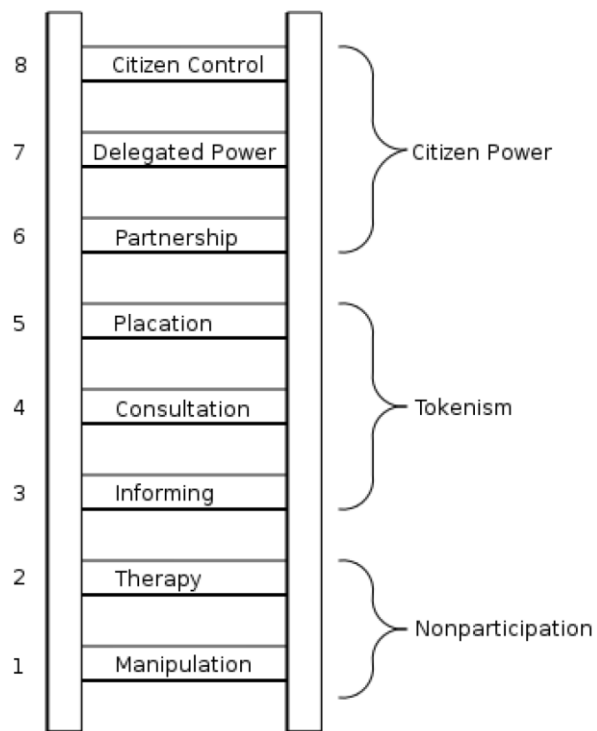 8 Citizen Control
7 Delegated Power Citizen Power
6 Partnership
5 Placation
4 Consultation Tokenism
3 Informing
2 Therapy
Nonparticipation
1 Manipulation